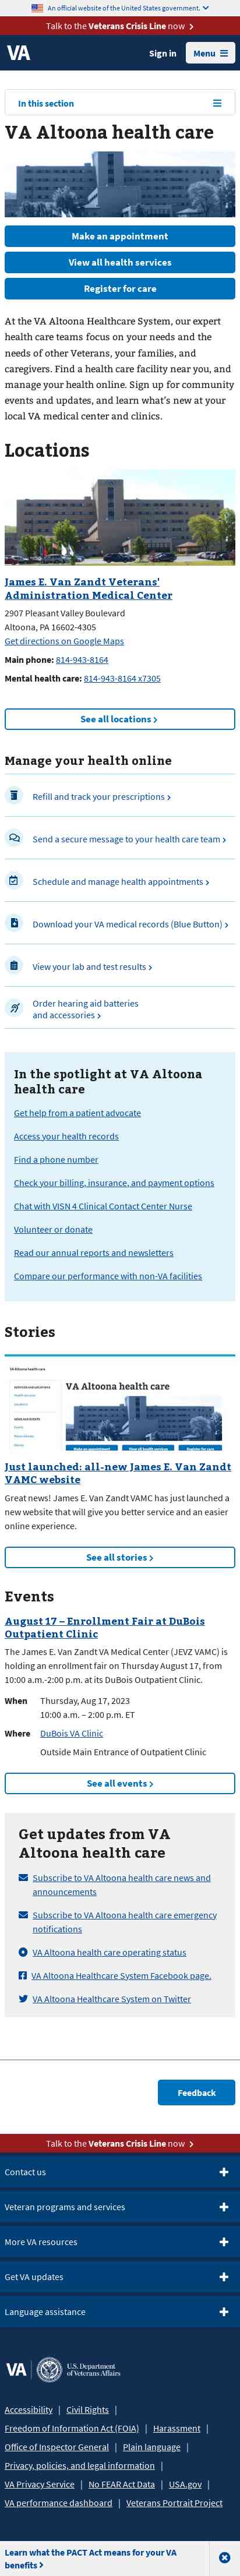 An official website of the United States government.
Talk to the Veterans Crisis Line now
VA
Sign in
Menu
In this section
VA Altoona health care
Make an appointment
View all health services
Register for care
At the VA Altoona Healthcare System, our expert
health care teams focus on your needs and the
needs of other Veterans, your families, and
caregivers. Find a health care facility near you, and
manage your health online. Sign up for community
events and updates, and learn what's new at your
local VA medical center and clinics.
Locations
James E. Van Zandt Veterans'
Administration Medical Center
2907 Pleasant Valley Boulevard
Altoona, PA 16602-4305
Get directions on Google Maps
Main phone: 814-943-8164
Mental health care: 814-943-8164 x7305
See all locations
Manage your health online
Refill and track your prescriptions
Send a secure message to your health care team
Schedule and manage health appointments
Download your VA medical records (Blue Button)
View your lab and test results
Order hearing aid batteries
and accessories
In the spotlight at VA Altoona
health care
Get help from a patient advocate
Access your health records
Find a phone number
Check your billing, insurance, and payment options
Chat with VISN 4 Clinical Contact Center Nurse
Volunteer or donate
Read our annual reports and newsletters
Compare our performance with non-VA facilities
Stories
VA Altoona health care
VA Altoona health care
Make an appointment
View all health services
Register for care
Just launched: all-new James E. Van Zandt
VAMC website
Great news! James E. Van Zandt VAMC has just launched a
new website that will give you better service and an easier
online experience.
See all stories
Events
August 17 – Enrollment Fair at DuBois
Outpatient Clinic
The James E. Van Zandt VA Medical Center (JEVZ VAMC) is
holding an enrollment fair on Thursday August 17, from
10:00 a.m.-2:00 p.m. at its DuBois Outpatient Clinic.
When Thursday, Aug 17, 2023
10:00 a.m. – 2:00 p.m. ET
Where DuBois VA Clinic
Outside Main Entrance of Outpatient Clinic
See all events
Get updates from VA
Altoona health care
Subscribe to VA Altoona health care news and
announcements
Subscribe to VA Altoona health care emergency
notifications
VA Altoona health care operating status
VA Altoona Healthcare System Facebook page.
VA Altoona Healthcare System on Twitter
Feedback
Talk to the Veterans Crisis Line now
Contact us
Veteran programs and services
More VA resources
Get VA updates
Language assistance
VA U.S. Department
of Veterans Affairs
Accessibility | Civil Rights |
Freedom of Information Act (FOIA) | Harassment |
Office of Inspector General | Plain language |
Privacy, policies, and legal information |
VA Privacy Service | No FEAR Act Data | USA.gov |
VA performance dashboard | Veterans Portrait Project
Learn what the PACT Act means for your VA
benefits